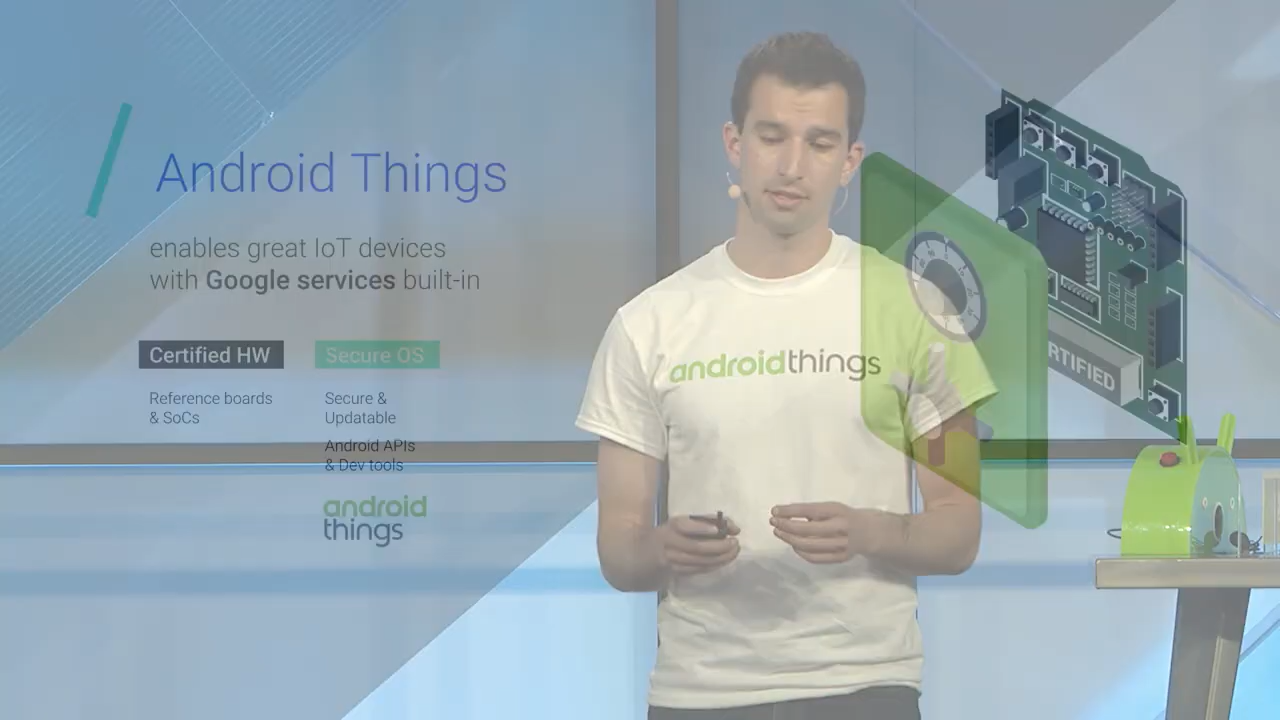 Android Things
enables great IoT devices
with Google services built-in
Certified HW
Secure OS
Reference boards
& SoCs
Secure &
Updatable
Android APIs
& Dev tools
android
things
androidthings
RTIFIED